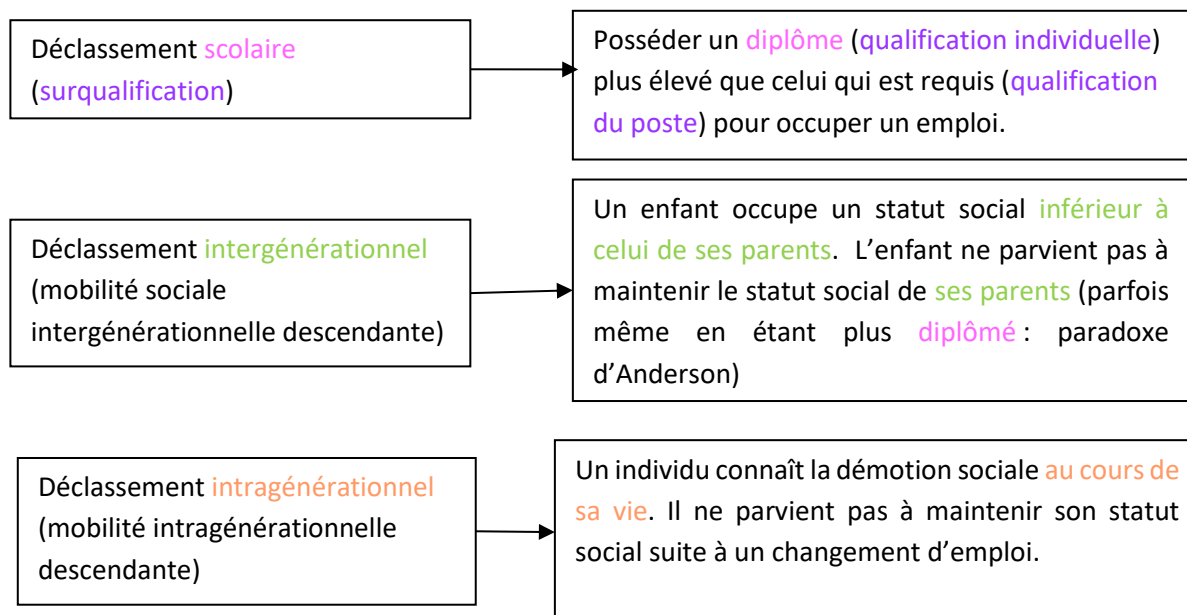 Déclassement scolaire
(surqualification)
Posséder un diplôme (qualification individuelle)
plus élevé que celui qui est requis (qualification
du poste) pour occuper un emploi.
Déclassement intergénérationnel
(mobilité sociale
intergénérationnelle descendante)
Un enfant occupe un statut social inférieur à
celui de ses parents. L’enfant ne parvient pas à
maintenir le statut social de ses parents (parfois
même en étant plus diplômé : paradoxe
d’Anderson)
Déclassement intragénérationnel
(mobilité intragénérationnelle
descendante)
Un individu connaît la démotion sociale au cours de
sa vie. Il ne parvient pas à maintenir son statut
social suite à un changement d’emploi.